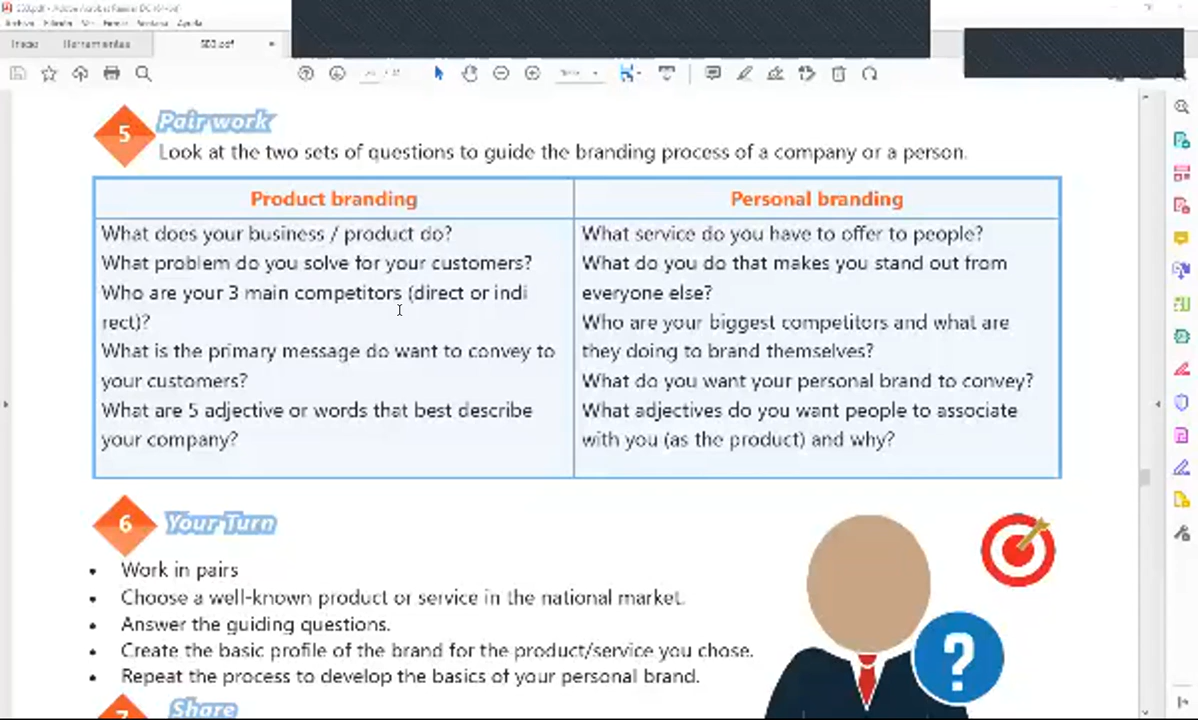 Inicio Herramientas SB3.pdf
5 Pair work
Look at the two sets of questions to guide the branding process of a company or a person.
Product branding
What does your business / product do?
What problem do you solve for your customers?
Who are your 3 main competitors (direct or indi
rect)?
What is the primary message do want to convey to
your customers?
What are 5 adjective or words that best describe
your company?
Personal branding
What service do you have to offer to people?
What do you do that makes you stand out from
everyone else?
Who are your biggest competitors and what are
they doing to brand themselves?
What do you want your personal brand to convey?
What adjectives do you want people to associate
with you (as the product) and why?
6 Your Turn
• Work in pairs
• Choose a well-known product or service in the national market.
• Answer the guiding questions.
• Create the basic profile of the brand for the product/service you chose.
• Repeat the process to develop the basics of your personal brand.
?
7 Share